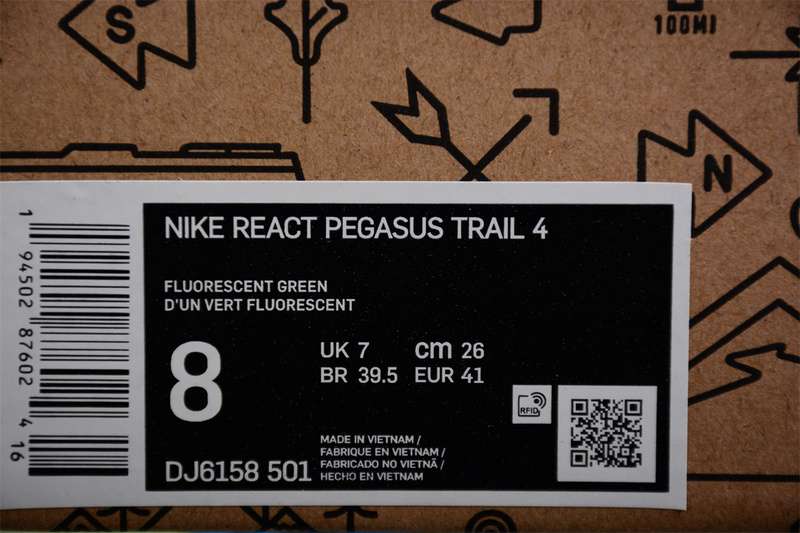 S
100MI
N
NIKE REACT PEGASUS TRAIL 4
FLUORESCENT GREEN
D'UN VERT FLUORESCENT
8
UK 7
cm 26
BR 39.5
EUR 41
RFID
DJ6158 501
MADE IN VIETNAM /
FABRIQUE EN VIETNAM /
FABRICADO NO VIETNÃ /
HECHO EN VIETNAM
1 94502 87602 4 16